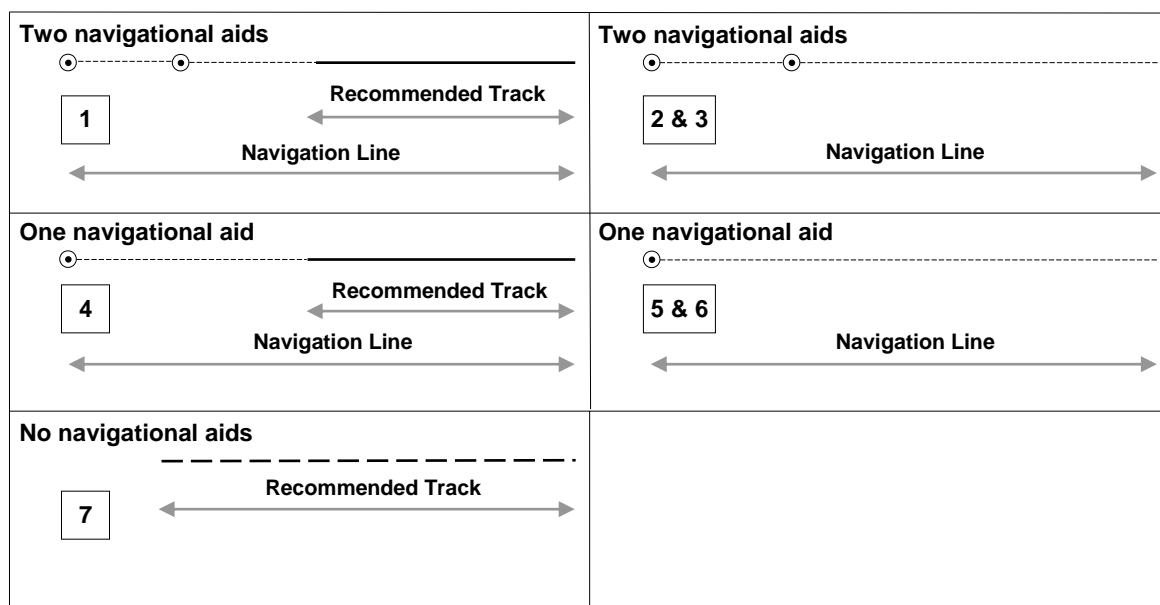 Two navigational aids
Recommended Track
1
Navigation Line
Two navigational aids
2 & 3
Navigation Line
One navigational aid
Recommended Track
4
Navigation Line
One navigational aid
5 & 6
Navigation Line
No navigational aids
Recommended Track
7